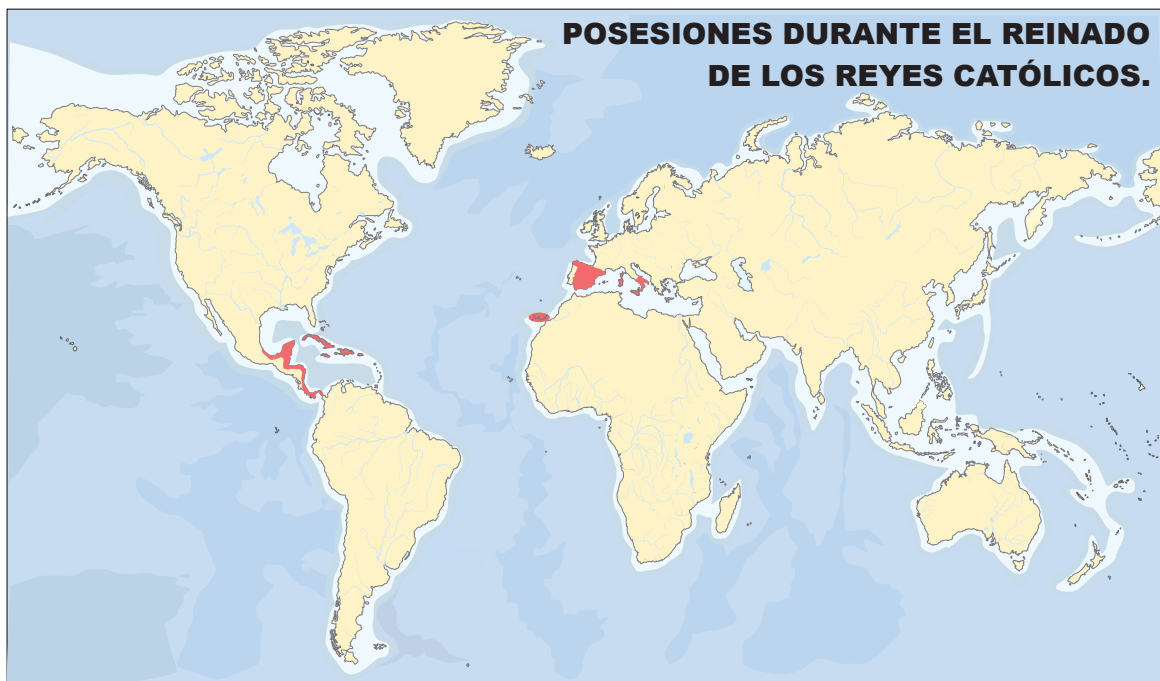 POSESIONES DURANTE EL REINADO
DE LOS REYES CATÓLICOS.